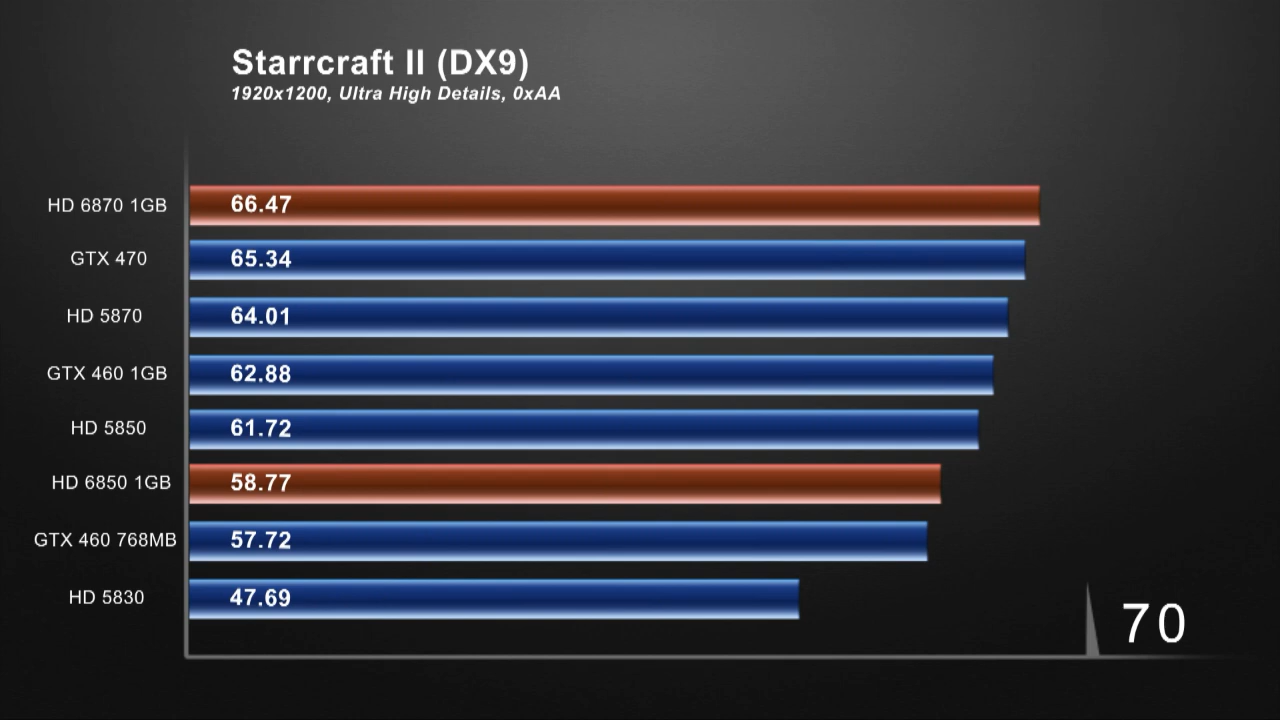 Starrcraft II (DX9)
1920x1200, Ultra High Details, 0xAA
HD 6870 1GB 66.47
GTX 470 65.34
HD 5870 64.01
GTX 460 1GB 62.88
HD 5850 61.72
HD 6850 1GB 58.77
GTX 460 768MB 57.72
HD 5830 47.69
70